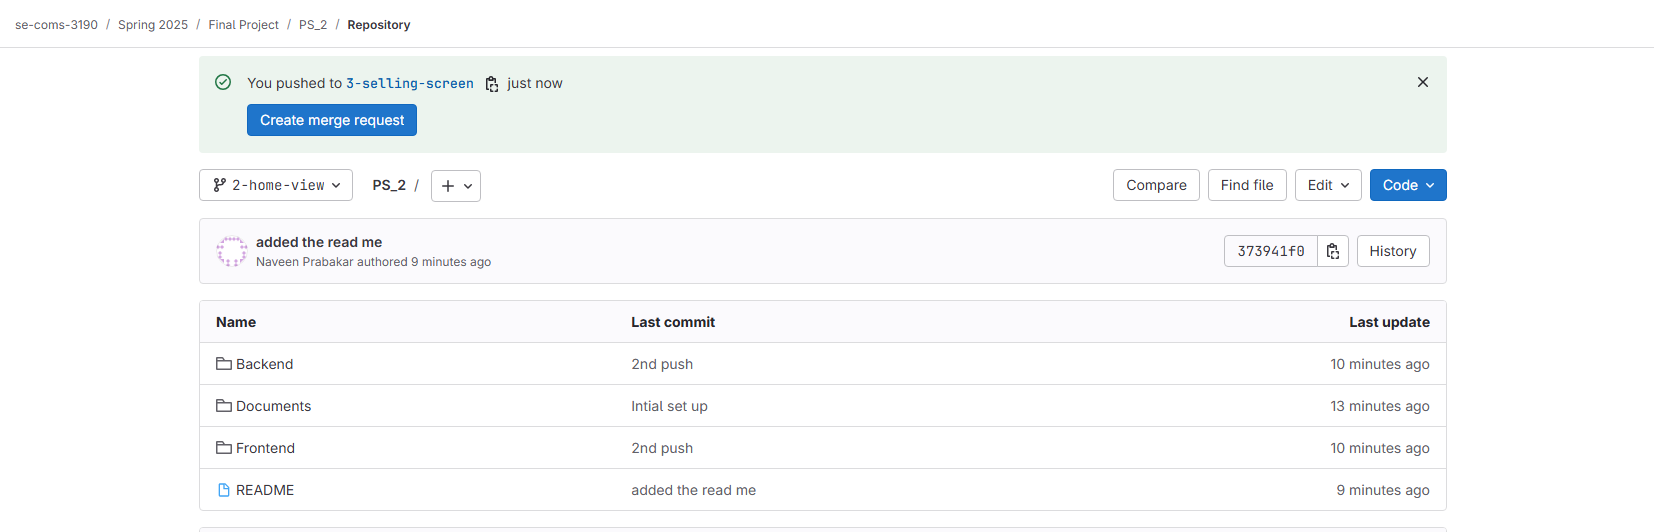 se-coms-3190 / Spring 2025 / Final Project / PS_2 / Repository
You pushed to 3-selling-screen just now
Create merge request
2-home-view PS_2 / + Compare Find file Edit Code
added the read me
Naveen Prabakar authored 9 minutes ago
373941f0 History
Name Last commit Last update
Backend 2nd push 10 minutes ago
Documents Intial set up 13 minutes ago
Frontend 2nd push 10 minutes ago
README added the read me 9 minutes ago